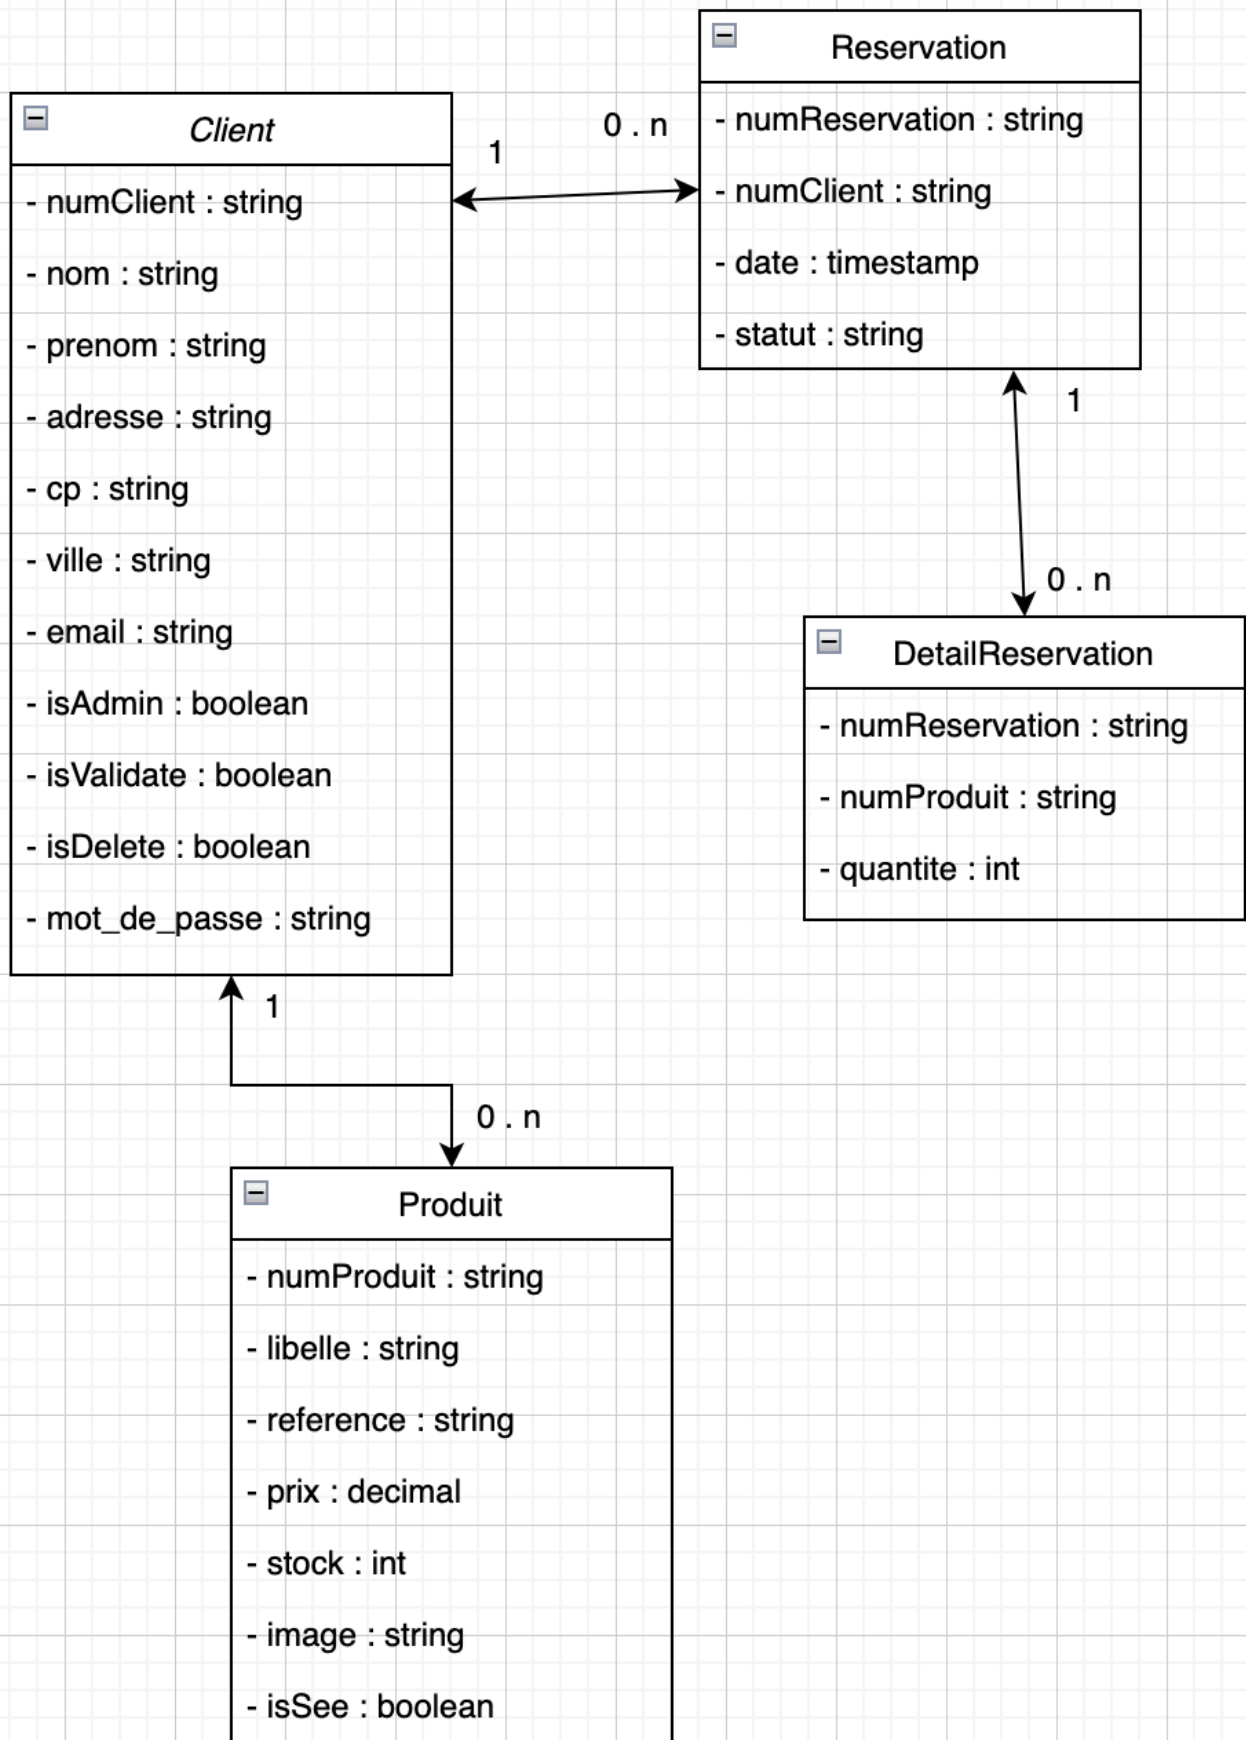 Client
- numClient : string
- nom : string
- prenom : string
- adresse : string
- cp : string
- ville : string
- email : string
- isAdmin : boolean
- isValidate : boolean
- isDelete : boolean
- mot_de_passe : string
1
0 . n
Reservation
- numReservation : string
- numClient : string
- date : timestamp
- statut : string
1
0 . n
DetailReservation
- numReservation : string
- numProduit : string
- quantite : int
1
0 . n
Produit
- numProduit : string
- libelle : string
- reference : string
- prix : decimal
- stock : int
- image : string
- isSee : boolean